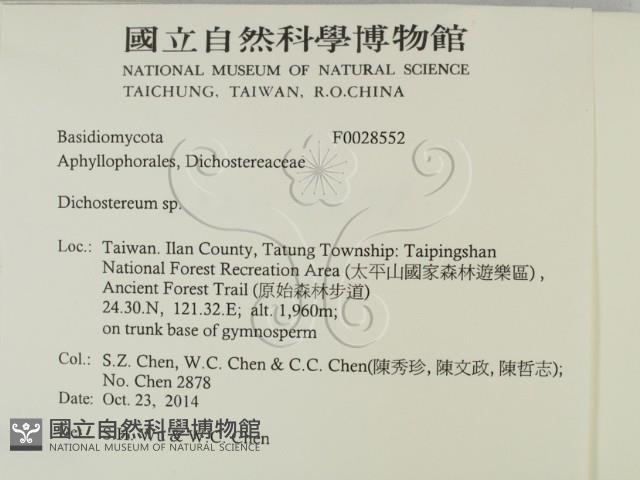 國立自然科學博物館
NATIONAL MUSEUM OF NATURAL SCIENCE
TAICHUNG, TAIWAN, R.O.CHINA
Basidiomycota F0028552
Aphyllophorales, Dichostereaceae
Dichostereum sp.
Loc.: Taiwan. Ilan County, Tatung Township: Taipingshan
National Forest Recreation Area (太平山國家森林遊樂區) ,
Ancient Forest Trail (原始森林步道)
24.30.N, 121.32.E; alt. 1,960m;
on trunk base of gymnosperm
Col.: S.Z. Chen, W.C. Chen & C.C. Chen(陳秀珍, 陳文政, 陳哲志);
No. Chen 2878
Date: Oct. 23, 2014
Wu & W.C. Chen
國立自然科學博物館
NATIONAL MUSEUM OF NATURAL SCIENCE